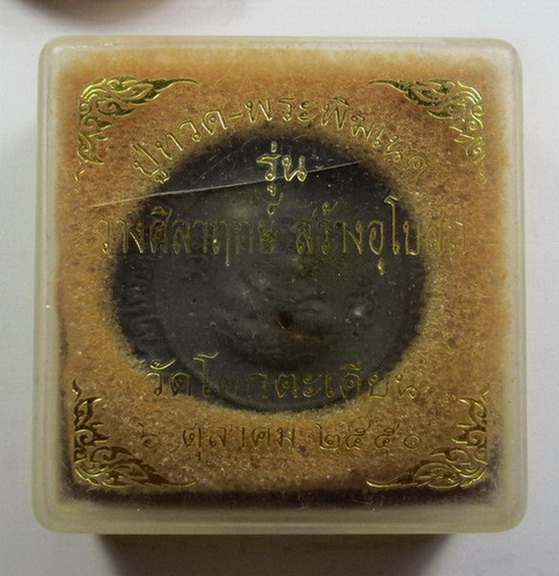 ปู่ทวด-พระพิฆเนศ
รุ่น
วางศิลาฤกษ์ สร้างอุโบสถ
วัดโคกตะเคียน
๖ ตุลาคม ๒๕๕๐